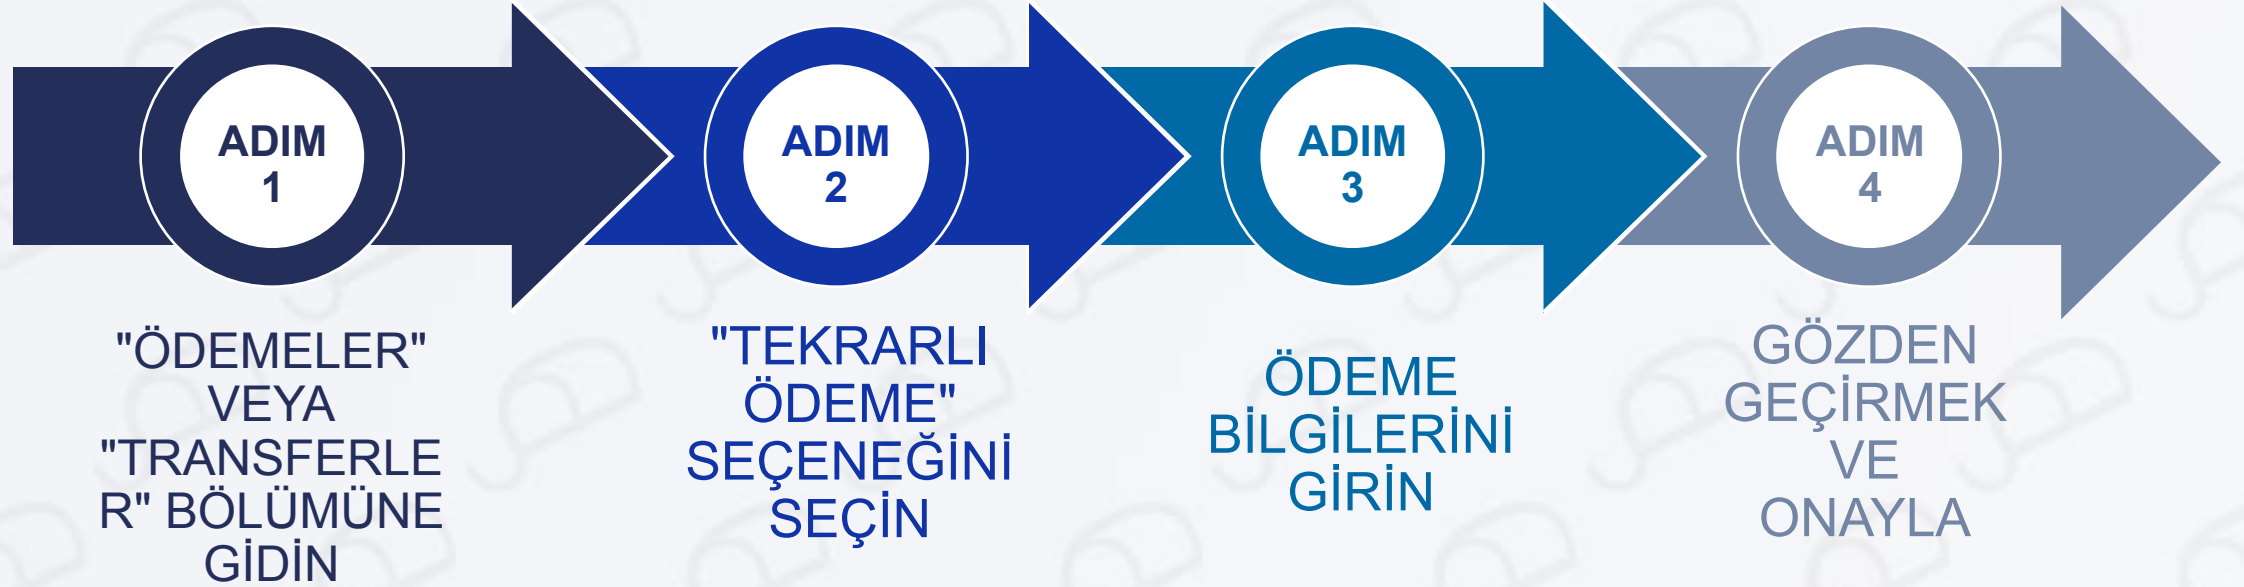 ADIM
1
ADIM
2
ADIM
3
ADIM
4
"ÖDEMELER"
VEYA
"TRANSFERLE
R" BÖLÜMÜNE
GİDİN
"TEKRARLI
ÖDEME"
SEÇENEĞİNİ
SEÇİN
ÖDEME
BİLGİLERİNİ
GİRİN
GÖZDEN
GEÇİRMEK
VE
ONAYLA